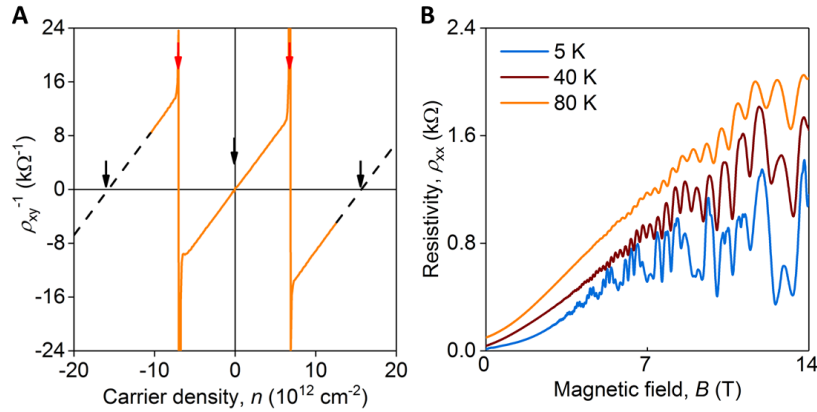 A
ρxy⁻¹ (kΩ⁻¹)
24
16
8
0
-8
-16
-24
-20
-10
0
10
20
Carrier density, n (10¹² cm⁻²)
B
Resistivity, ρxx (kΩ)
2.4
1.6
0.8
0.0
5 K
40 K
80 K
0
7
14
Magnetic field, B (T)